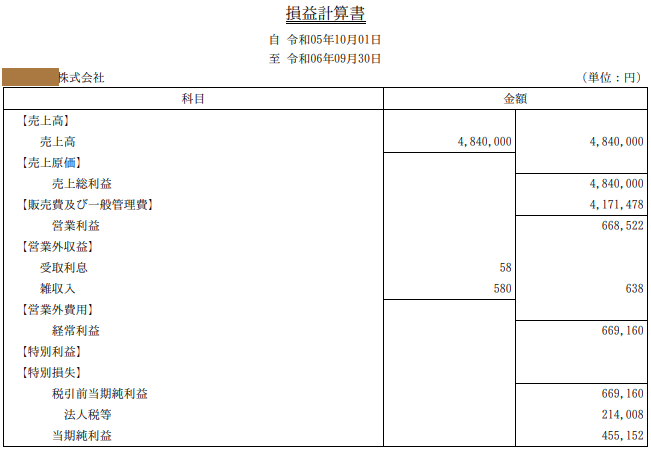 損益計算書
自 令和05年10月01日
至 令和06年09月30日
株式会社 （単位：円）
科目 金額
【売上高】
売上高 4,840,000 4,840,000
【売上原価】
売上総利益 4,840,000
【販売費及び一般管理費】 4,171,478
営業利益 668,522
【営業外収益】
受取利息 58
雑収入 580 638
【営業外費用】
経常利益 669,160
【特別利益】
【特別損失】
税引前当期純利益 669,160
法人税等 214,008
当期純利益 455,152